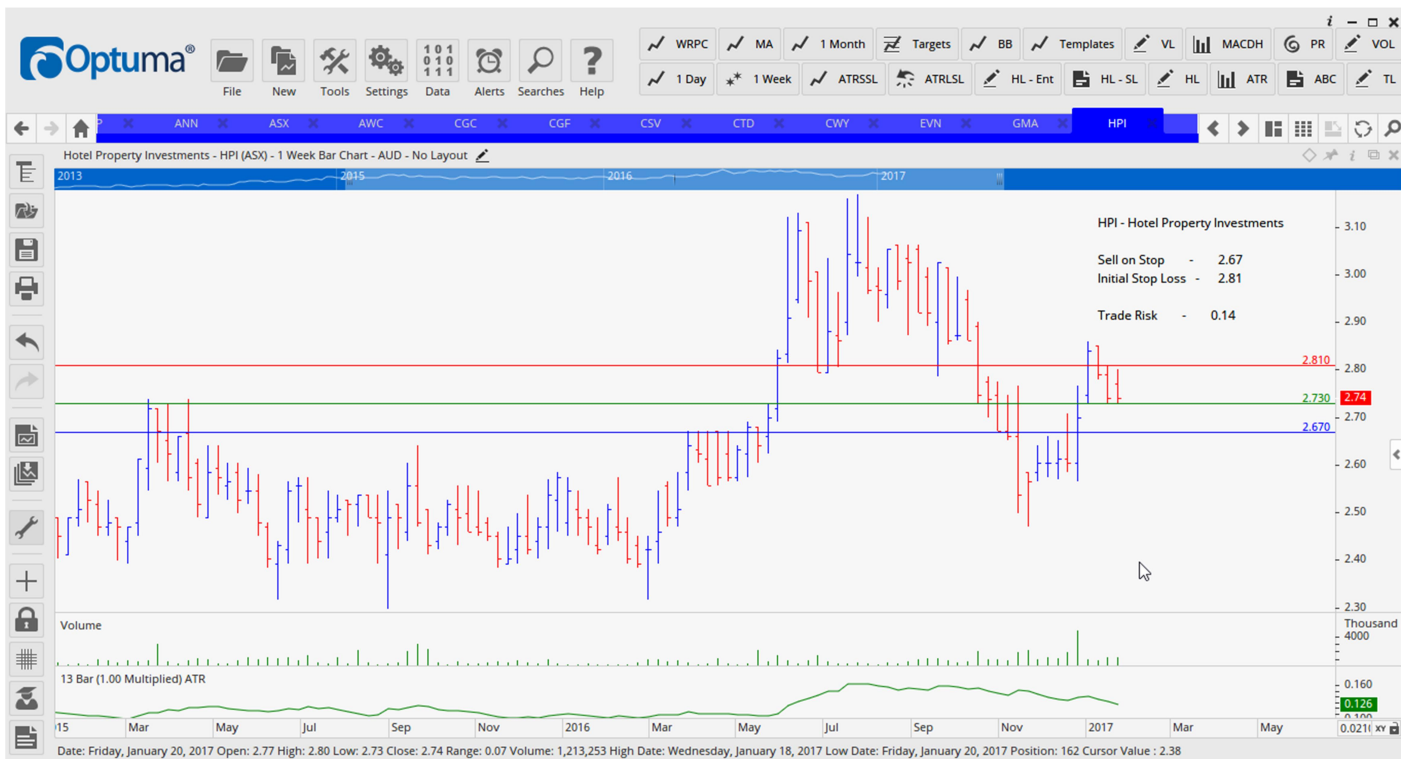 i
Optuma®
File New Tools Settings Data Alerts Searches Help
101
010
111
WRPC MA 1 Month Targets BB Templates VL MACDH PR VOL
1 Day 1 Week ATRSSL ATRLSL HL - Ent HL - SL HL ATR ABC TL
P ANN ASX AWC CGC CGF CSV CTD CWY EVN GMA HPI
Hotel Property Investments - HPI (ASX) - 1 Week Bar Chart - AUD - No Layout
2013 2015 2016 2017
HPI - Hotel Property Investments
Sell on Stop - 2.67
Initial Stop Loss - 2.81
Trade Risk - 0.14
3.10
3.00
2.90
2.810
2.80
2.730 2.74
2.70
2.670
2.60
2.50
2.40
2.30
Volume Thousand
4000
13 Bar (1.00 Multiplied) ATR
0.160
0.126
0.100
15 Mar May Jul Sep Nov 2016 Mar May Jul Sep Nov 2017 Mar May 0.021( XY
Date: Friday, January 20, 2017 Open: 2.77 High: 2.80 Low: 2.73 Close: 2.74 Range: 0.07 Volume: 1,213,253 High Date: Wednesday, January 18, 2017 Low Date: Friday, January 20, 2017 Position: 162 Cursor Value : 2.38